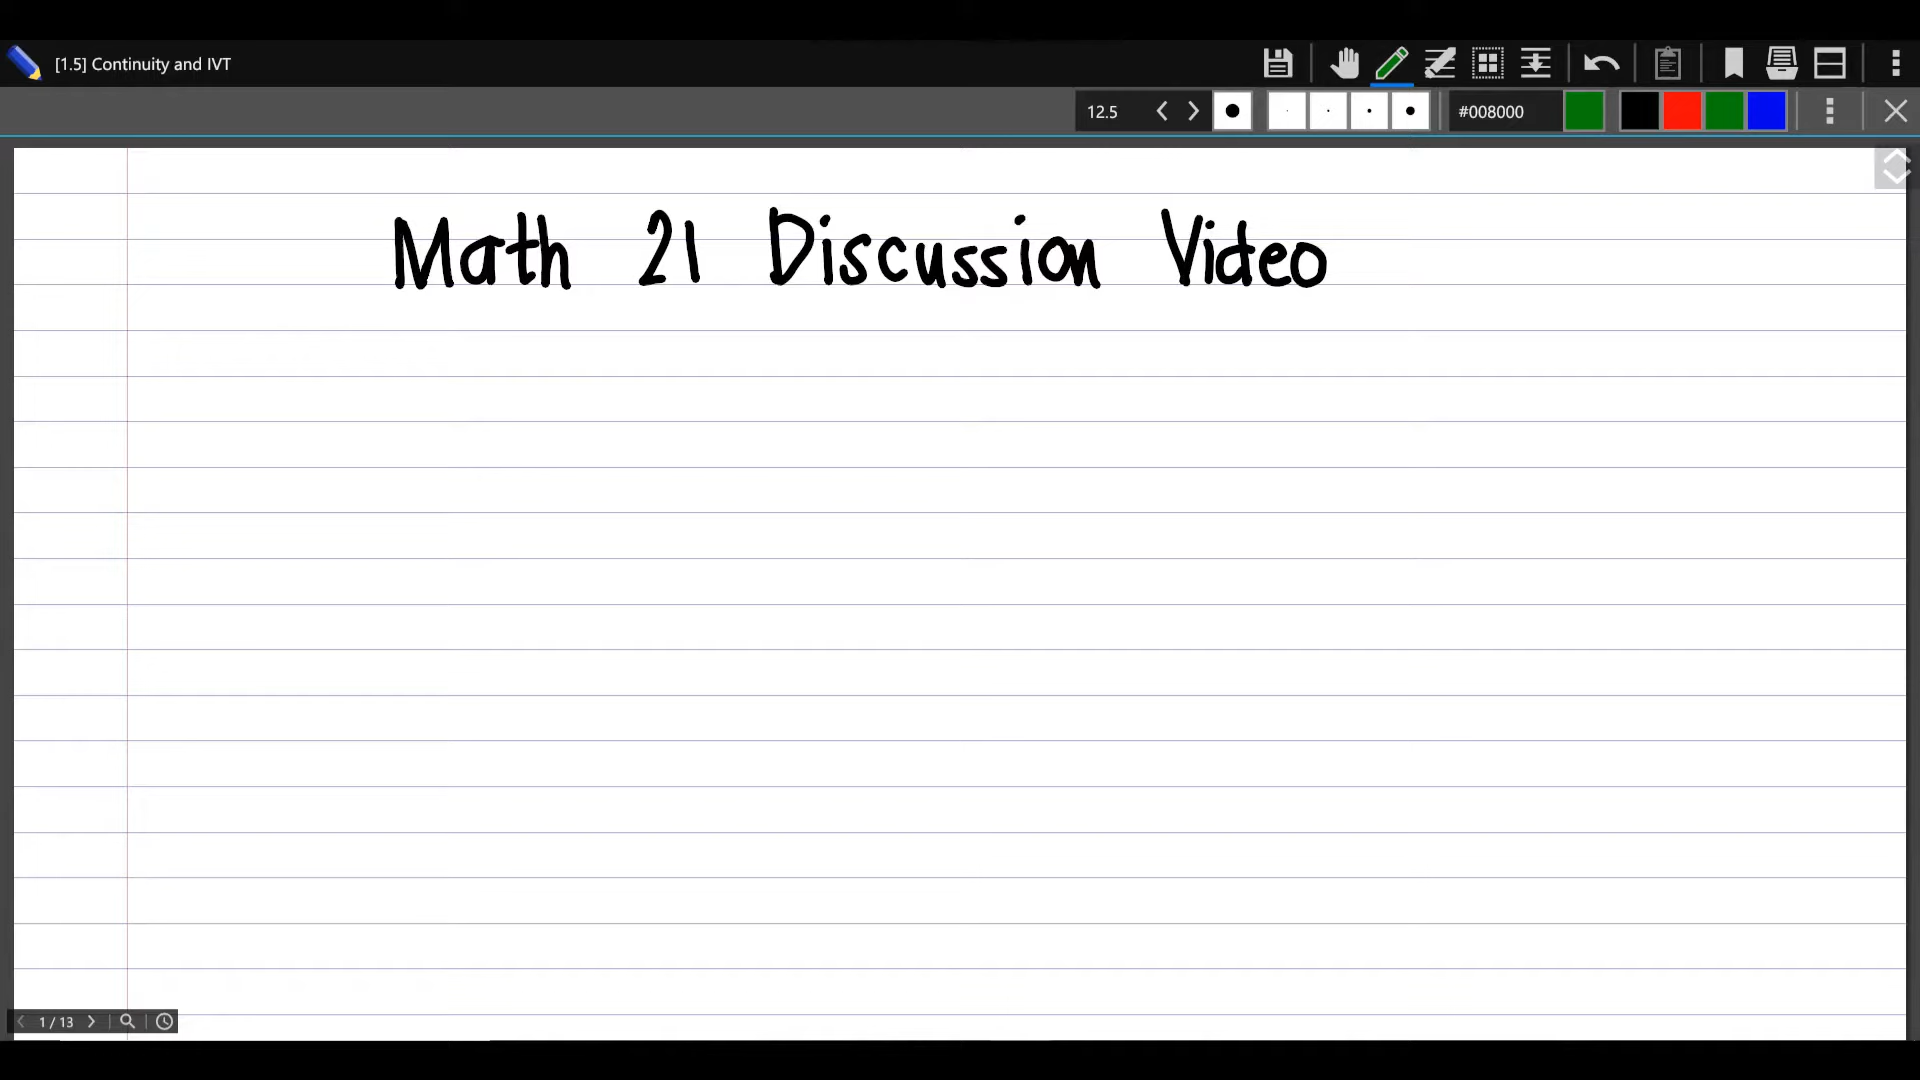 [1.5] Continuity and IVT
12.5
#008000
Math 21 Discussion Video
1 / 13